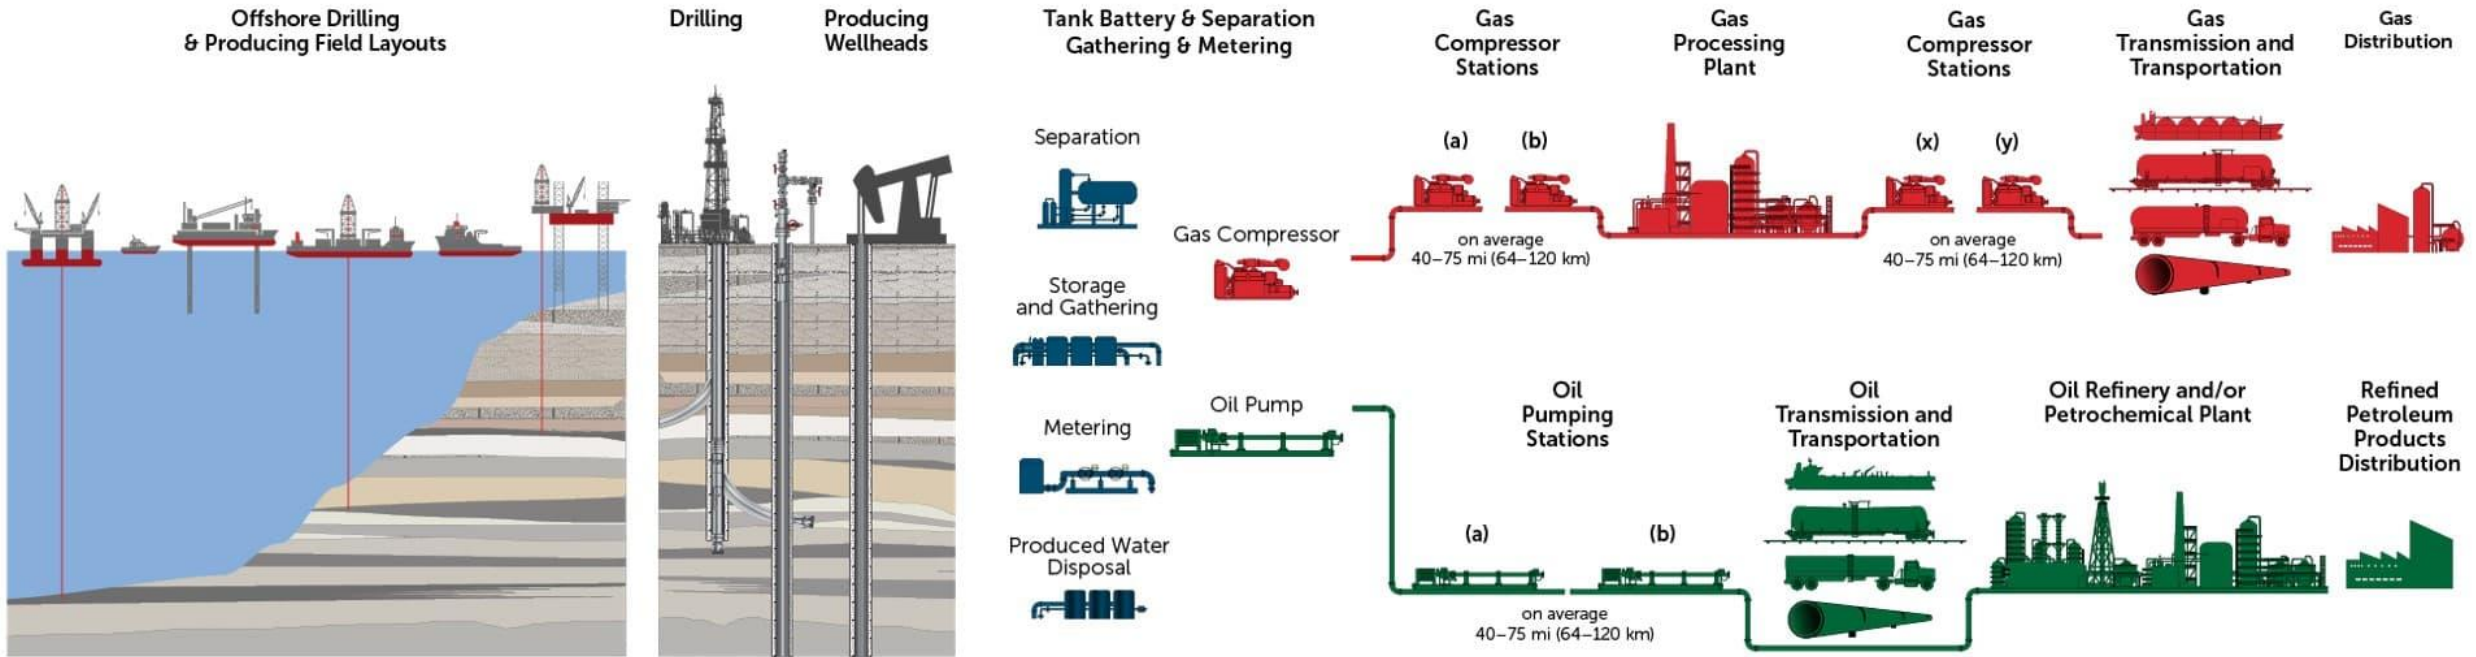 Offshore Drilling
& Producing Field Layouts
Drilling
Producing
Wellheads
Tank Battery & Separation
Gathering & Metering
Gas
Compressor
Stations
Gas
Processing
Plant
Gas
Compressor
Stations
Gas
Transmission and
Transportation
Gas
Distribution
Separation
Storage
and Gathering
Metering
Produced Water
Disposal
Gas Compressor
(a)
(b)
on average
40–75 mi (64–120 km)
(x)
(y)
on average
40–75 mi (64–120 km)
Oil Pump
Oil
Pumping
Stations
(a)
(b)
on average
40–75 mi (64–120 km)
Oil
Transmission and
Transportation
Oil Refinery and/or
Petrochemical Plant
Refined
Petroleum
Products
Distribution